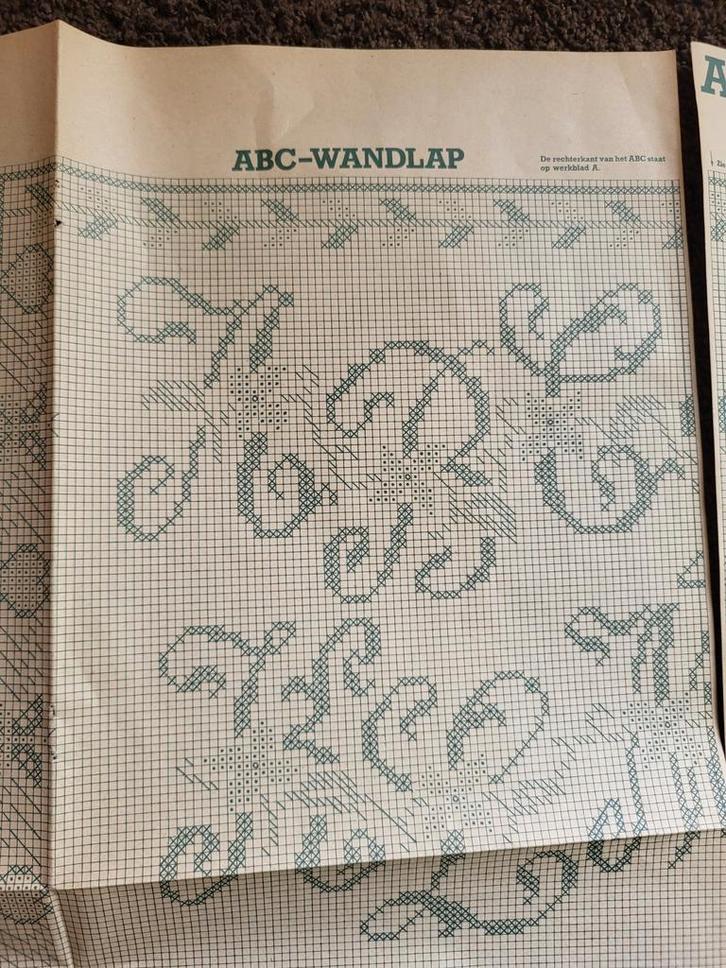 ABC-WANDLAP
De rechterkant van het ABC staat
op werkblad A.
A B C
K L M